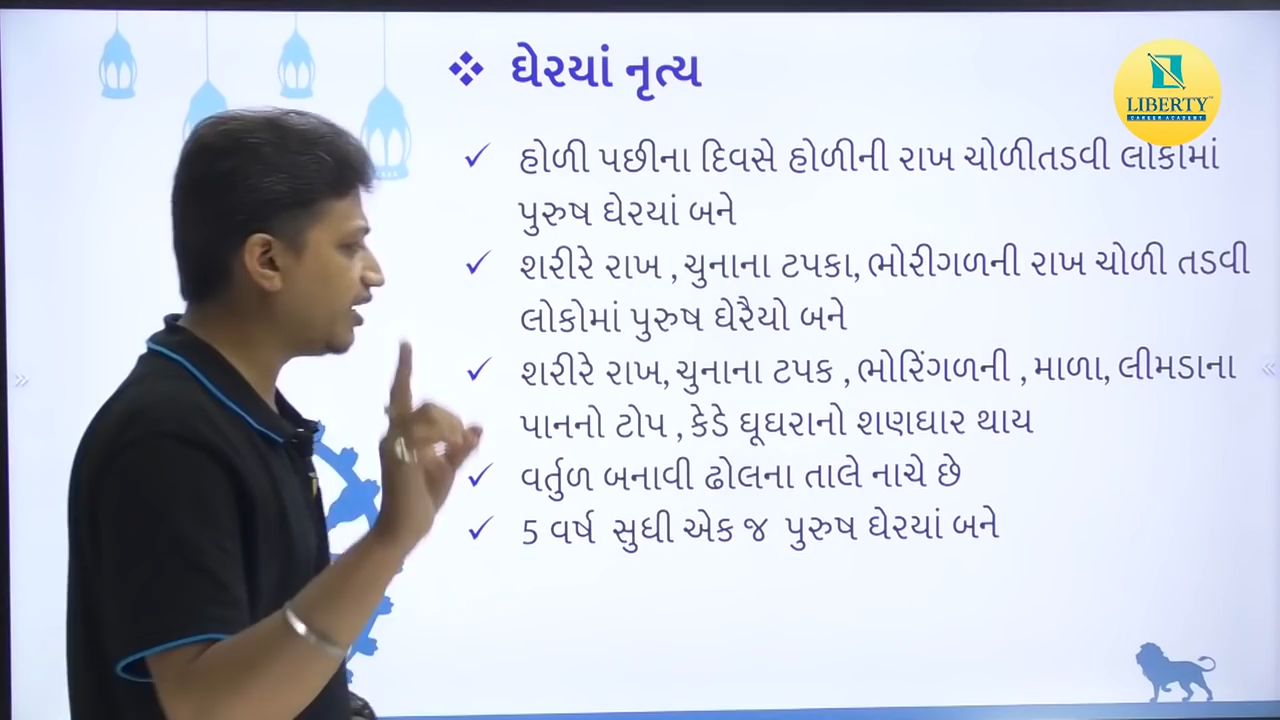 ઘેરયાં નૃત્ય
LIBERTY
CAREER ACADEMY
હોળી પછીના દિવસે હોળીની રાખ ચોળીતડવી લોકોમાં
પુરુષ ઘેરયાં બને
શરીરે રાખ , ચુનાના ટપકા, ભોરીગળની રાખ ચોળી તડવી
લોકોમાં પુરુષ ઘેરૈયો બને
શરીરે રાખ, ચુનાના ટપક , ભોરિંગળની , માળા, લીમડાના
પાનનો ટોપ , કેડે ઘૂઘરાનો શણઘાર થાય
વર્તુળ બનાવી ઢોલના તાલે નાચે છે
5 વર્ષ સુધી એક જ પુરુષ ઘેરયાં બને